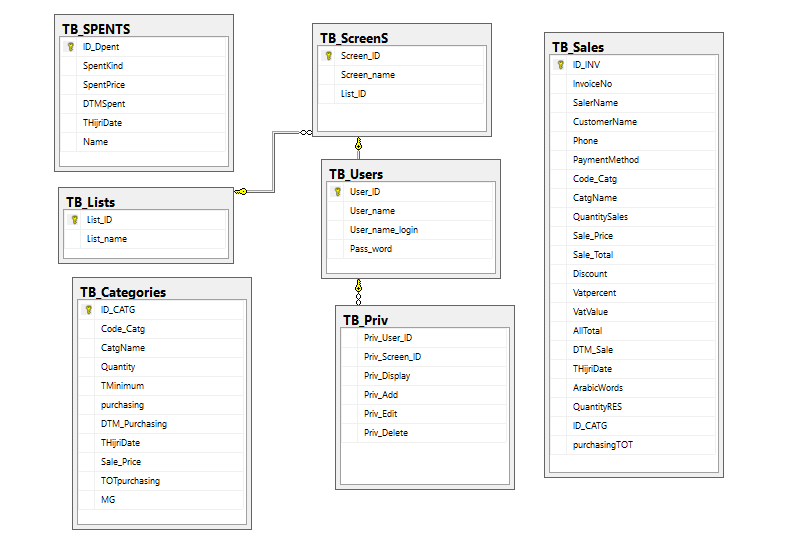 TB_SPENTS
ID_Dpent
SpentKind
SpentPrice
DTMSpent
THijriDate
Name
TB_Lists
List_ID
List_name
TB_Categories
ID_CATG
Code_Catg
CatgName
Quantity
TMinimum
purchasing
DTM_Purchasing
THijriDate
Sale_Price
TOTpurchasing
MG
TB_ScreenS
Screen_ID
Screen_name
List_ID
TB_Users
User_ID
User_name
User_name_login
Pass_word
TB_Priv
Priv_User_ID
Priv_Screen_ID
Priv_Display
Priv_Add
Priv_Edit
Priv_Delete
TB_Sales
ID_INV
InvoiceNo
SalerName
CustomerName
Phone
PaymentMethod
Code_Catg
CatgName
QuantitySales
Sale_Price
Sale_Total
Discount
Vatpercent
VatValue
AllTotal
DTM_Sale
THijriDate
ArabicWords
QuantityRES
ID_CATG
purchasingTOT